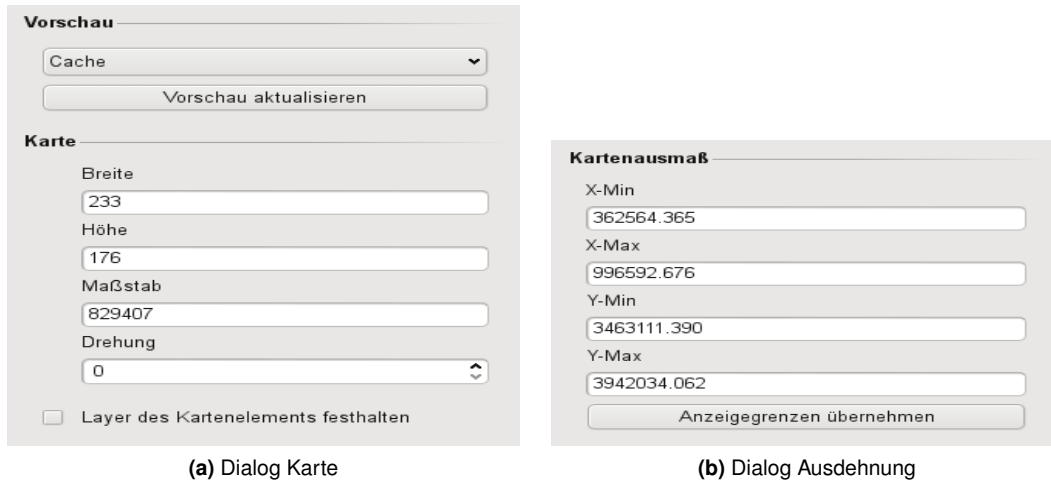 Vorschau
Cache
Vorschau aktualisieren
Karte
Breite
233
Höhe
176
Maßstab
829407
Drehung
0
Layer des Kartenelements festhalten
(a) Dialog Karte
Kartenausmaß
X-Min
362564.365
X-Max
996592.676
Y-Min
3463111.390
Y-Max
3942034.062
Anzeigegrenzen übernehmen
(b) Dialog Ausdehnung